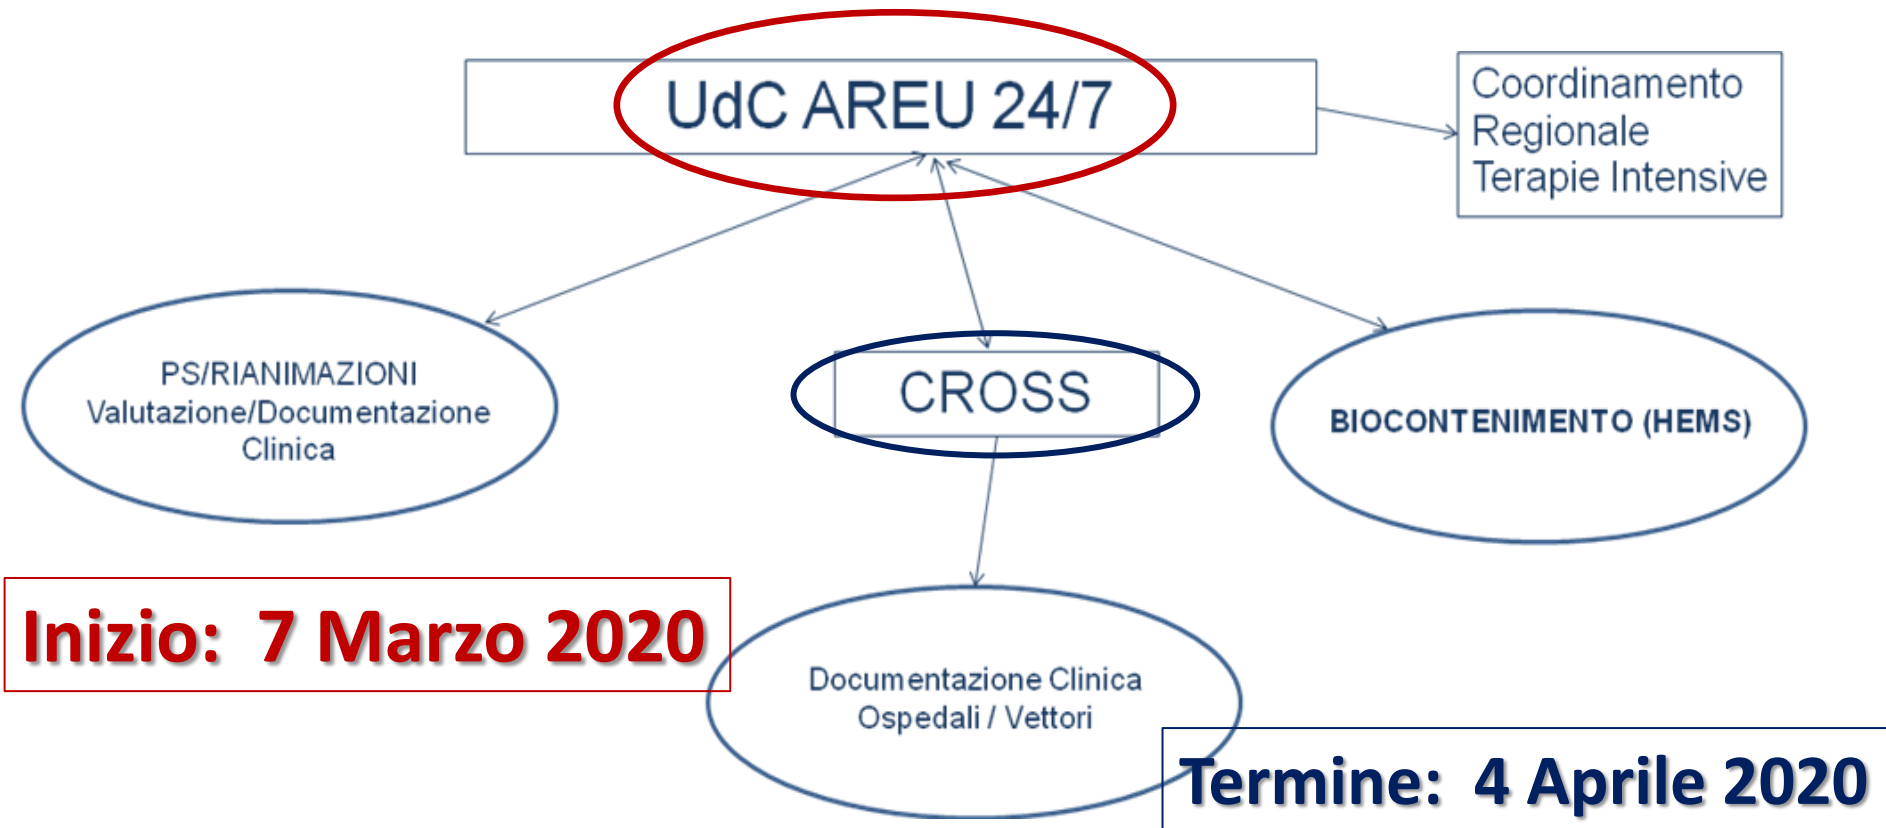 UdC AREU 24/7
Coordinamento
Regionale
Terapie Intensive
PS/RIANIMAZIONI
Valutazione/Documentazione
Clinica
CROSS
BIOCONTENIMENTO (HEMS)
Inizio: 7 Marzo 2020
Documentazione Clinica
Ospedali / Vettori
Termine: 4 Aprile 2020